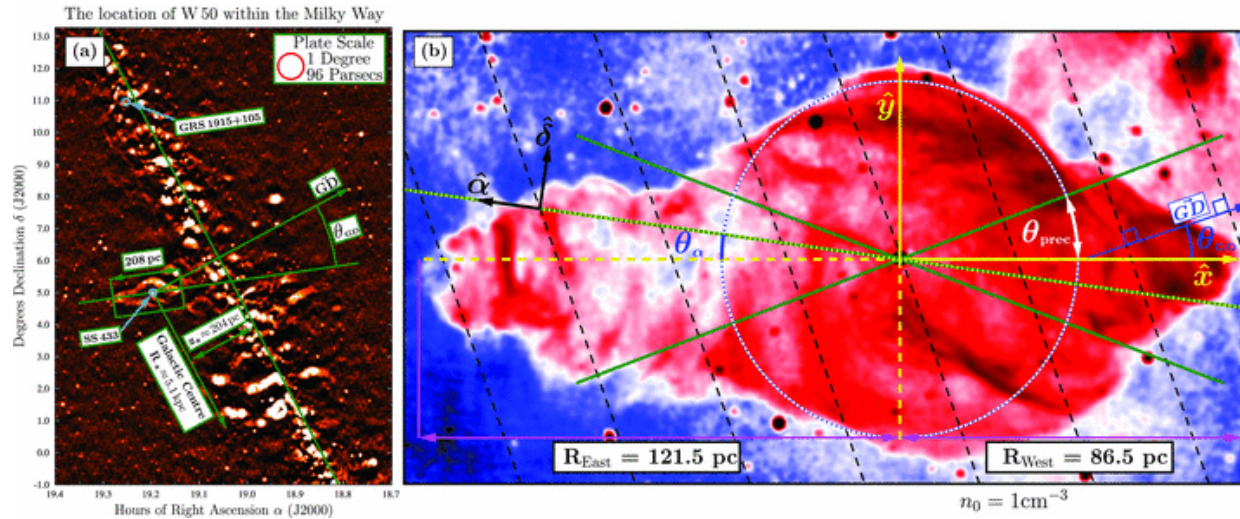 The location of W 50 within the Milky Way
(a)
Plate Scale
1 Degree
96 Parsecs
GRS 1915+105
GD
θ_GD
208 pc
SS 433
z* ≈ 204 pc
Galactic Centre
R* ≈ 5.1 kpc
Degrees Declination δ (J2000)
13.0
12.0
11.0
10.0
9.0
8.0
7.0
6.0
5.0
4.0
3.0
2.0
1.0
0.0
-1.0
19.4 19.3 19.2 19.1 19.0 18.9 18.8 18.7
Hours of Right Ascension α (J2000)
(b)
ŷ
δ̂
α̂
θα
θprec
GD
θGD
x̂
R_East = 121.5 pc
R_West = 86.5 pc
n₀ = 1cm⁻³